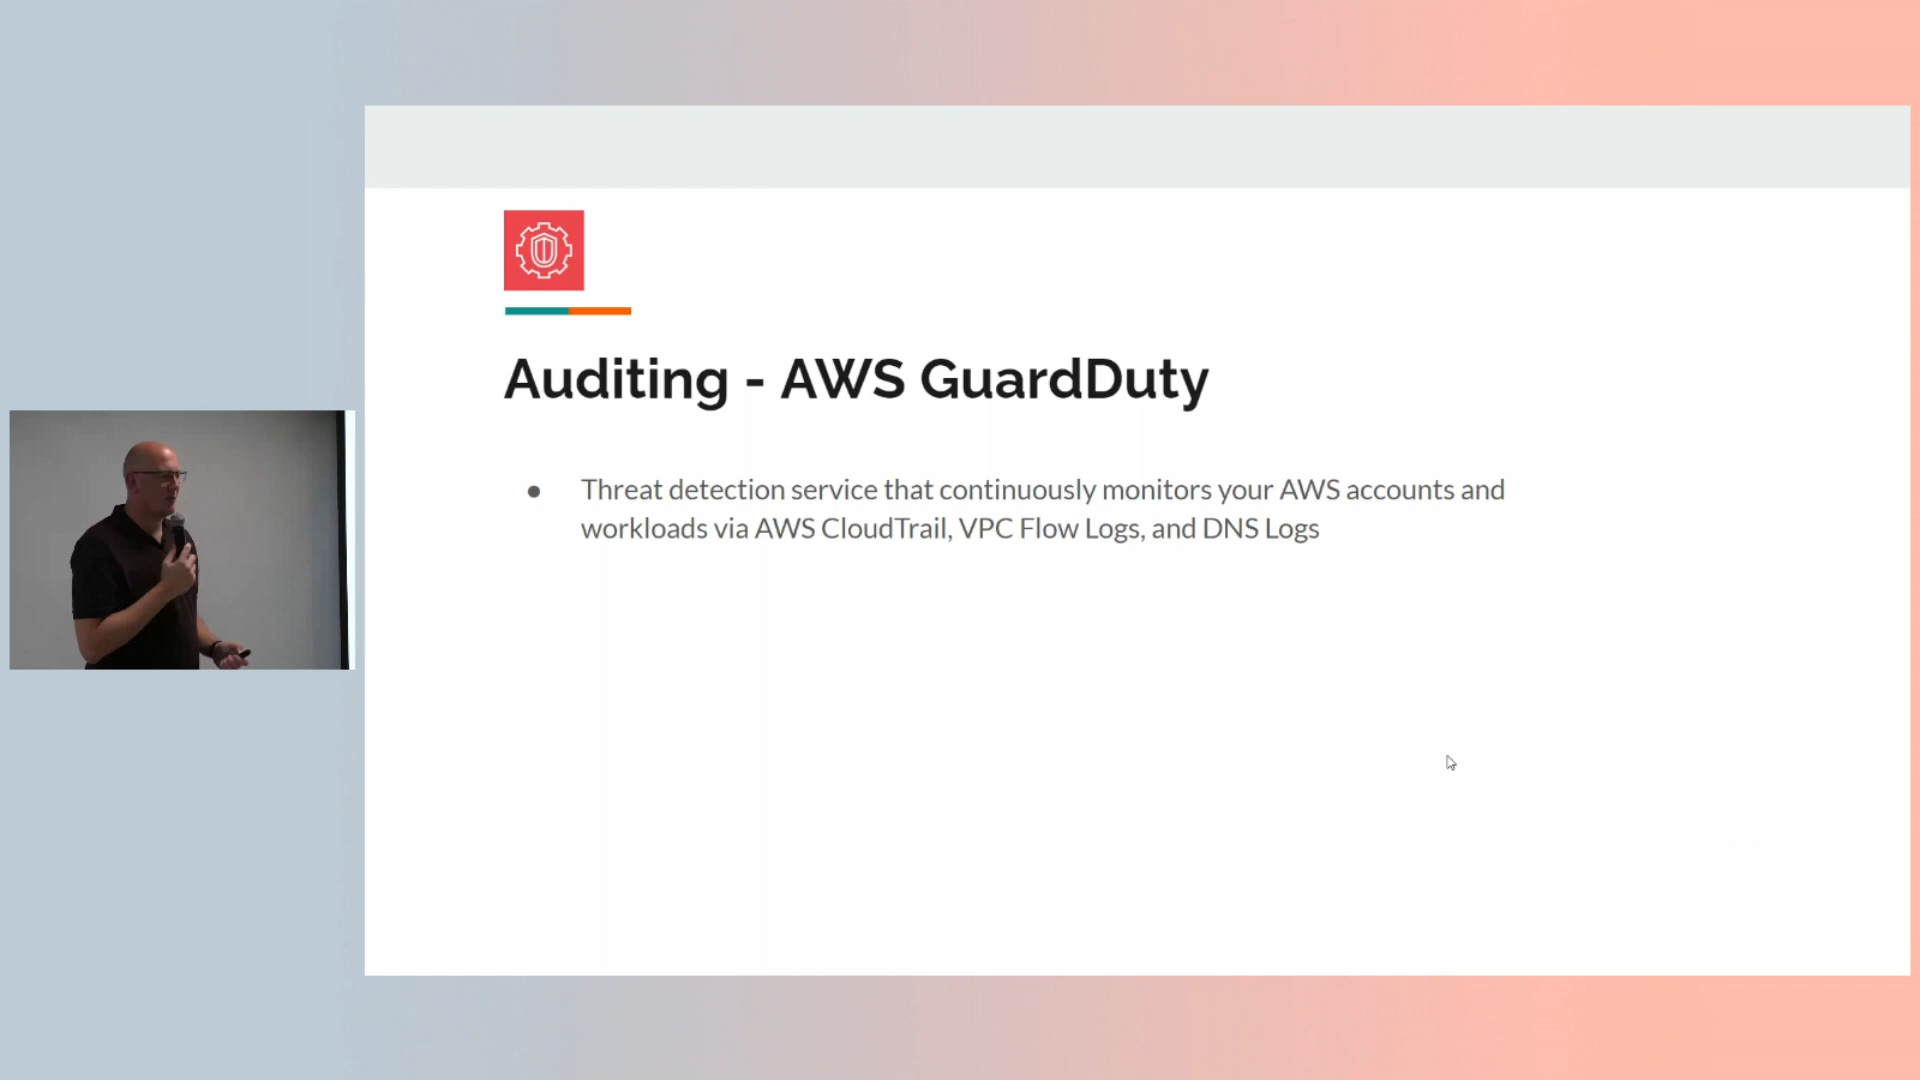 Auditing - AWS GuardDuty
● Threat detection service that continuously monitors your AWS accounts and
workloads via AWS CloudTrail, VPC Flow Logs, and DNS Logs